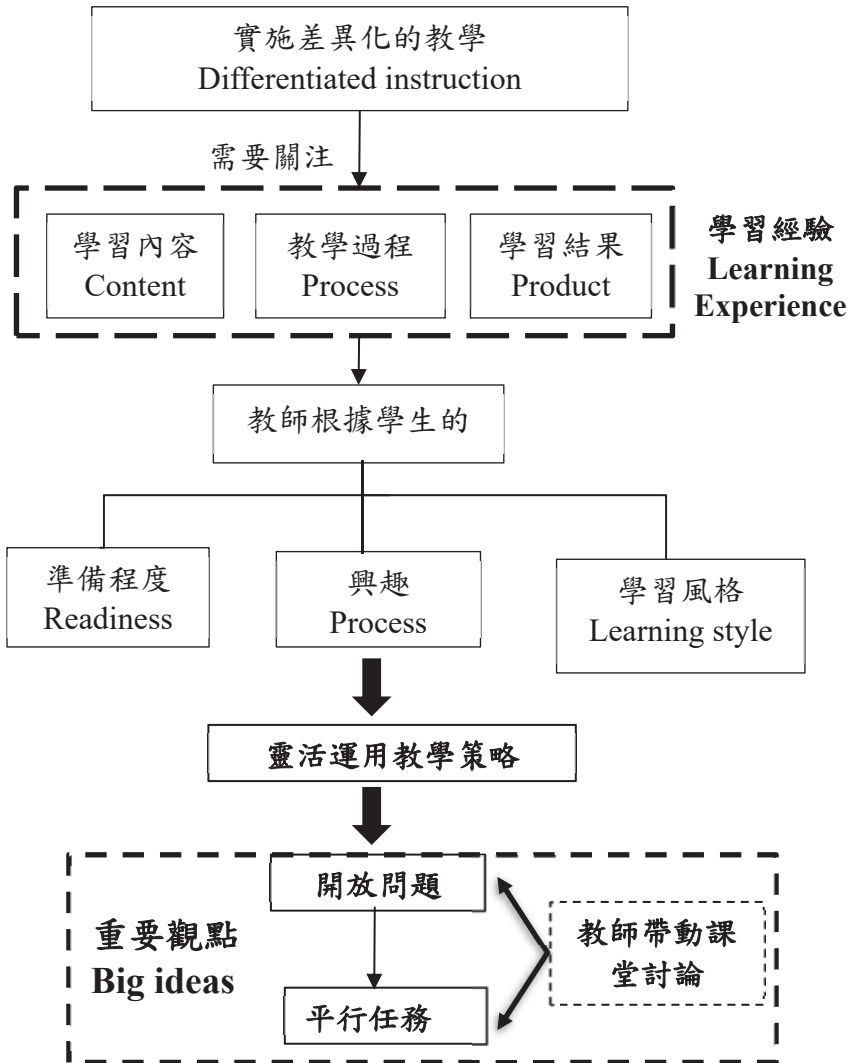 實施差異化的教學
Differentiated instruction
需要關注
學習內容
Content
教學過程
Process
學習結果
Product
學習經驗
Learning
Experience
教師根據學生的
準備程度
Readiness
興趣
Process
學習風格
Learning style
靈活運用教學策略
開放問題
重要觀點
Big ideas
教師帶動課
堂討論
平行任務